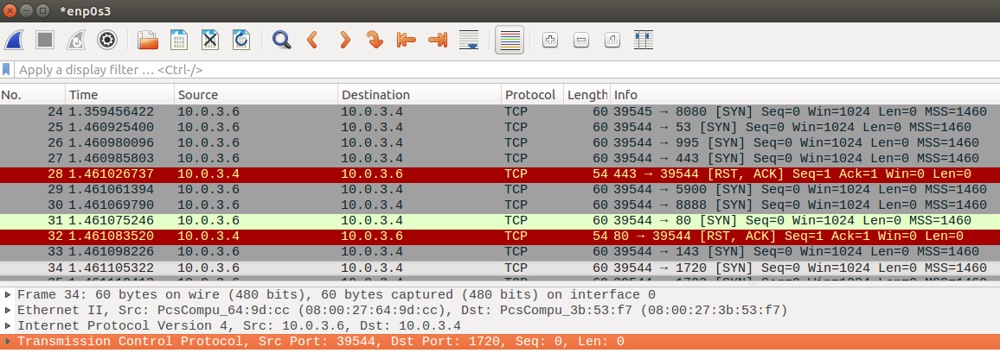 *enp0s3
Apply a display filter … <Ctrl-/>
No. Time Source Destination Protocol Length Info
24 1.359456422 10.0.3.6 10.0.3.4 TCP 60 39545 → 8080 [SYN] Seq=0 Win=1024 Len=0 MSS=1460
25 1.460925400 10.0.3.6 10.0.3.4 TCP 60 39544 → 53 [SYN] Seq=0 Win=1024 Len=0 MSS=1460
26 1.460980096 10.0.3.6 10.0.3.4 TCP 60 39544 → 995 [SYN] Seq=0 Win=1024 Len=0 MSS=1460
27 1.460985803 10.0.3.6 10.0.3.4 TCP 60 39544 → 443 [SYN] Seq=0 Win=1024 Len=0 MSS=1460
28 1.461026737 10.0.3.4 10.0.3.6 TCP 54 443 → 39544 [RST, ACK] Seq=1 Ack=1 Win=0 Len=0
29 1.461061394 10.0.3.6 10.0.3.4 TCP 60 39544 → 5900 [SYN] Seq=0 Win=1024 Len=0 MSS=1460
30 1.461069790 10.0.3.6 10.0.3.4 TCP 60 39544 → 8888 [SYN] Seq=0 Win=1024 Len=0 MSS=1460
31 1.461075246 10.0.3.6 10.0.3.4 TCP 60 39544 → 80 [SYN] Seq=0 Win=1024 Len=0 MSS=1460
32 1.461083520 10.0.3.4 10.0.3.6 TCP 54 80 → 39544 [RST, ACK] Seq=1 Ack=1 Win=0 Len=0
33 1.461098226 10.0.3.6 10.0.3.4 TCP 60 39544 → 143 [SYN] Seq=0 Win=1024 Len=0 MSS=1460
34 1.461105322 10.0.3.6 10.0.3.4 TCP 60 39544 → 1720 [SYN] Seq=0 Win=1024 Len=0 MSS=1460
Frame 34: 60 bytes on wire (480 bits), 60 bytes captured (480 bits) on interface 0
Ethernet II, Src: PcsCompu_64:9d:cc (08:00:27:64:9d:cc), Dst: PcsCompu_3b:53:f7 (08:00:27:3b:53:f7)
Internet Protocol Version 4, Src: 10.0.3.6, Dst: 10.0.3.4
Transmission Control Protocol, Src Port: 39544, Dst Port: 1720, Seq: 0, Len: 0